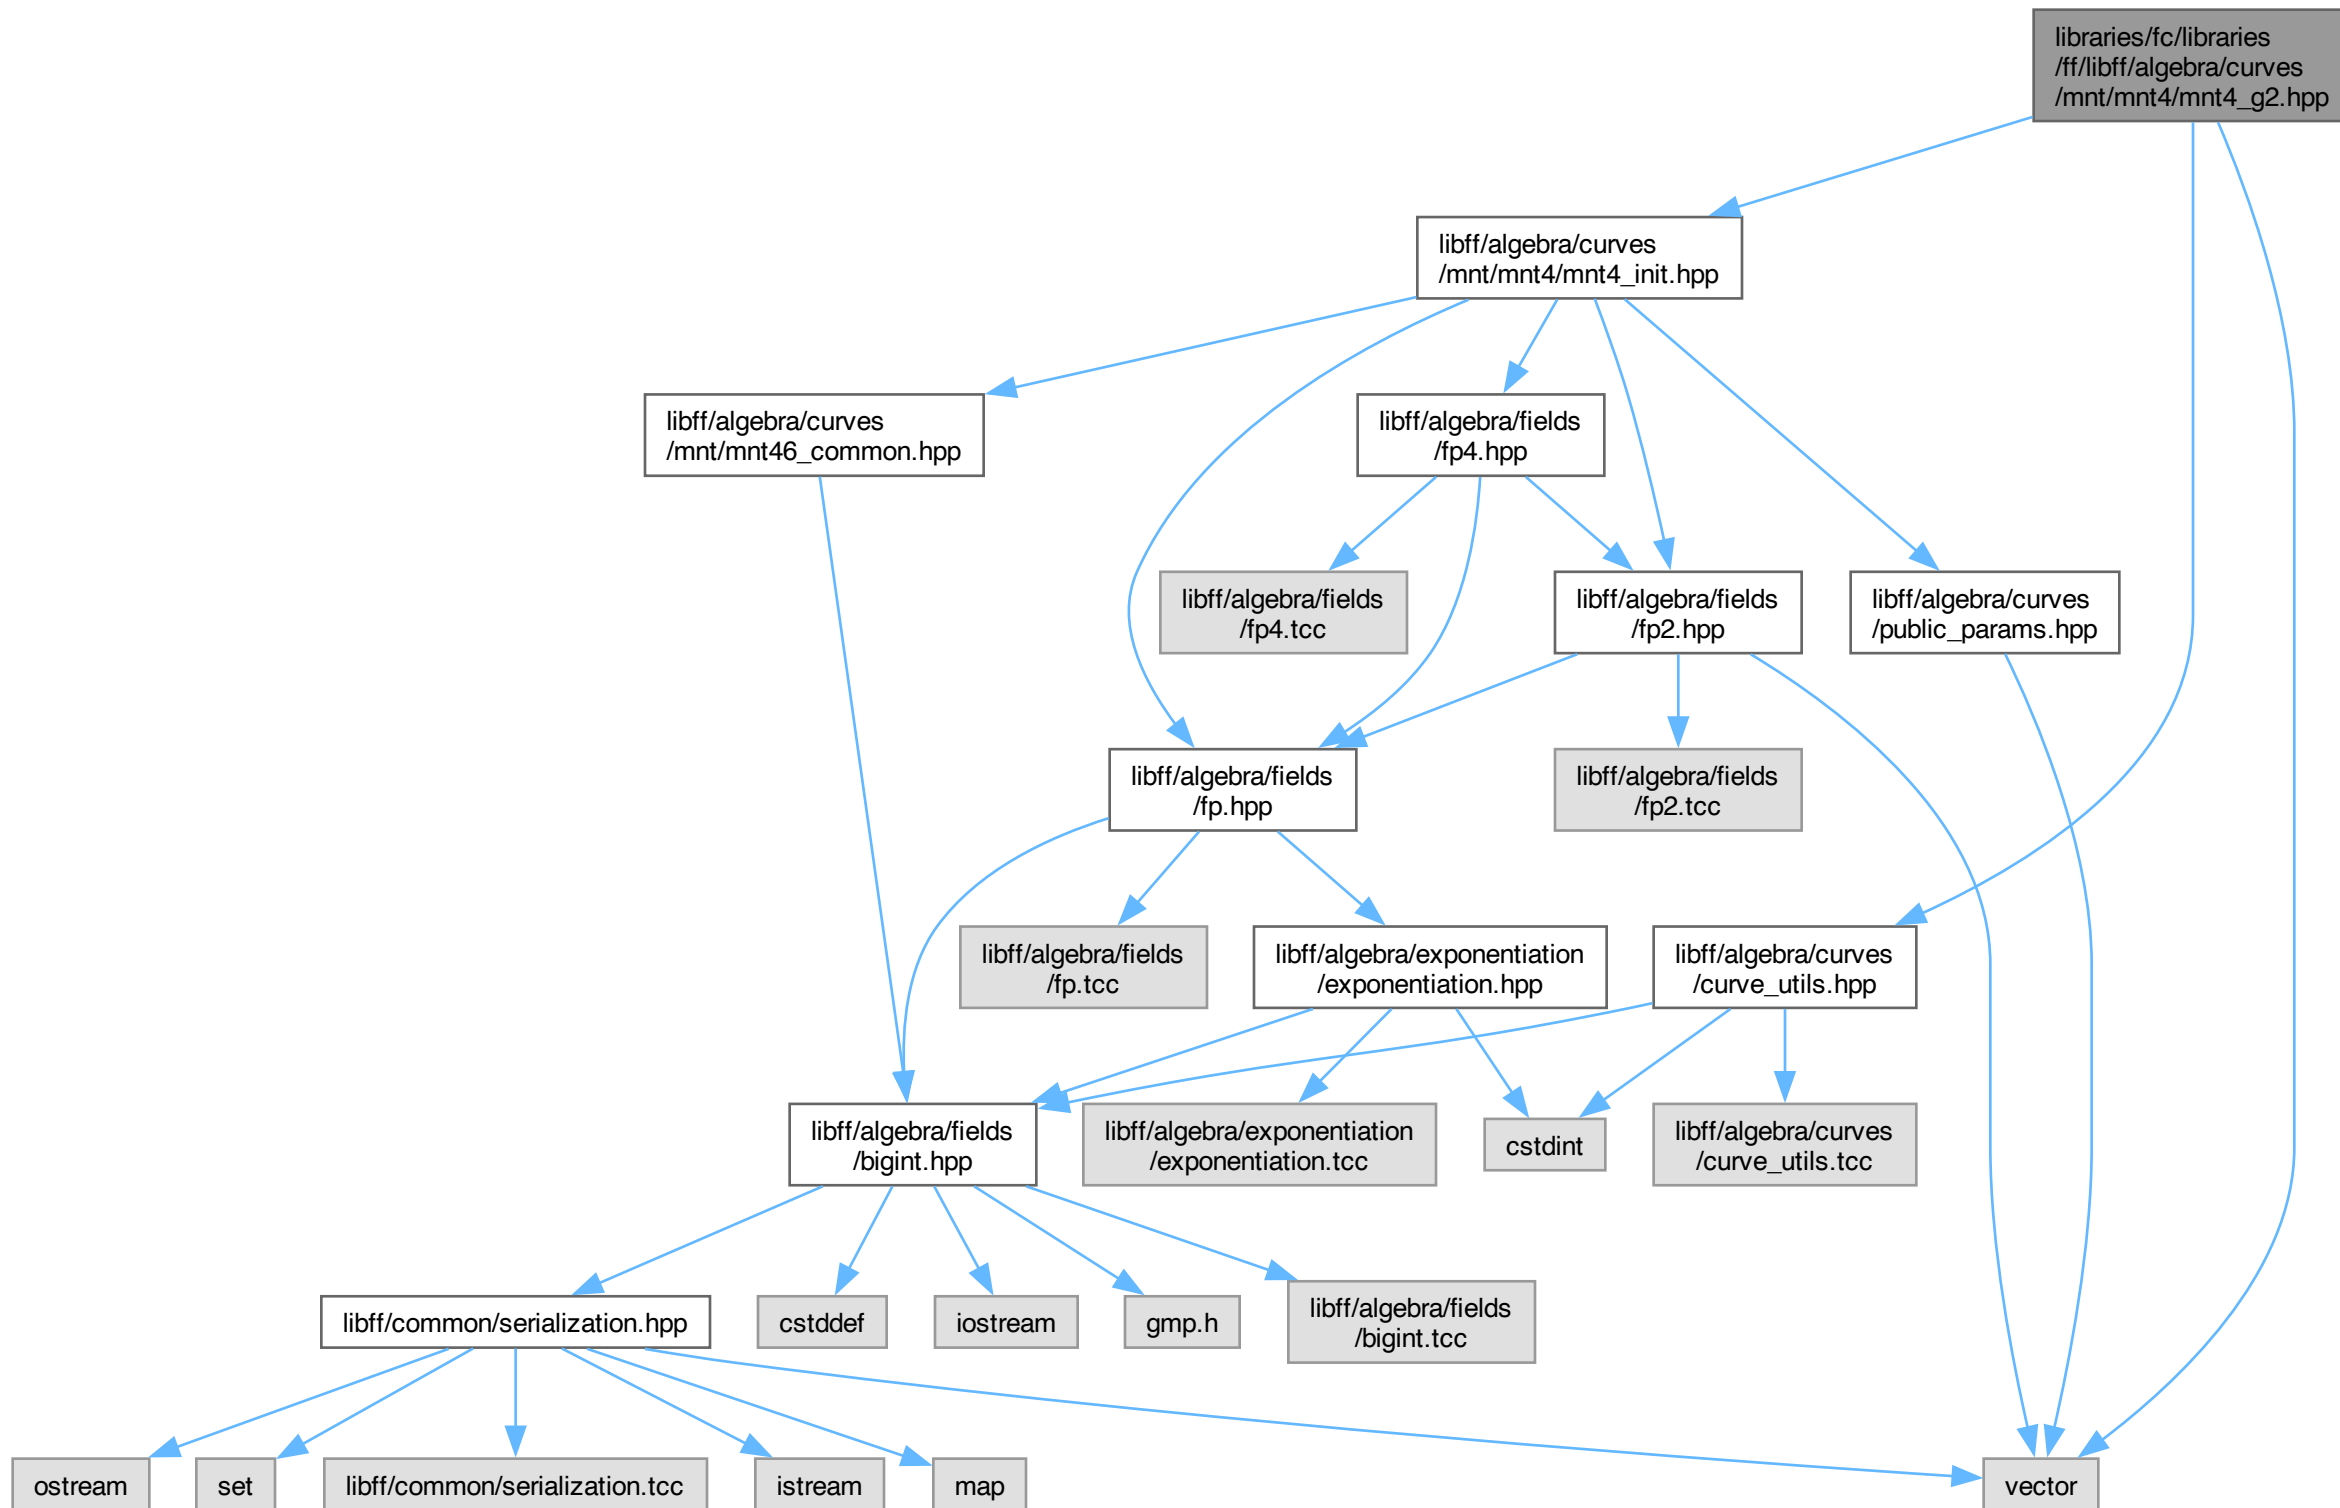 libraries/fc/libraries
/ff/libff/algebra/curves
/mnt/mnt4/mnt4_g2.hpp
libff/algebra/curves
/mnt/mnt4/mnt4_init.hpp
libff/algebra/curves
/mnt/mnt46_common.hpp
libff/algebra/fields
/fp4.hpp
libff/algebra/fields
/fp4.tcc
libff/algebra/fields
/fp2.hpp
libff/algebra/curves
/public_params.hpp
libff/algebra/fields
/fp.hpp
libff/algebra/fields
/fp2.tcc
libff/algebra/fields
/fp.tcc
libff/algebra/exponentiation
/exponentiation.hpp
libff/algebra/curves
/curve_utils.hpp
libff/algebra/fields
/bigint.hpp
libff/algebra/exponentiation
/exponentiation.tcc
cstdint
libff/algebra/curves
/curve_utils.tcc
libff/common/serialization.hpp
cstddef
iostream
gmp.h
libff/algebra/fields
/bigint.tcc
ostream
set
libff/common/serialization.tcc
istream
map
vector